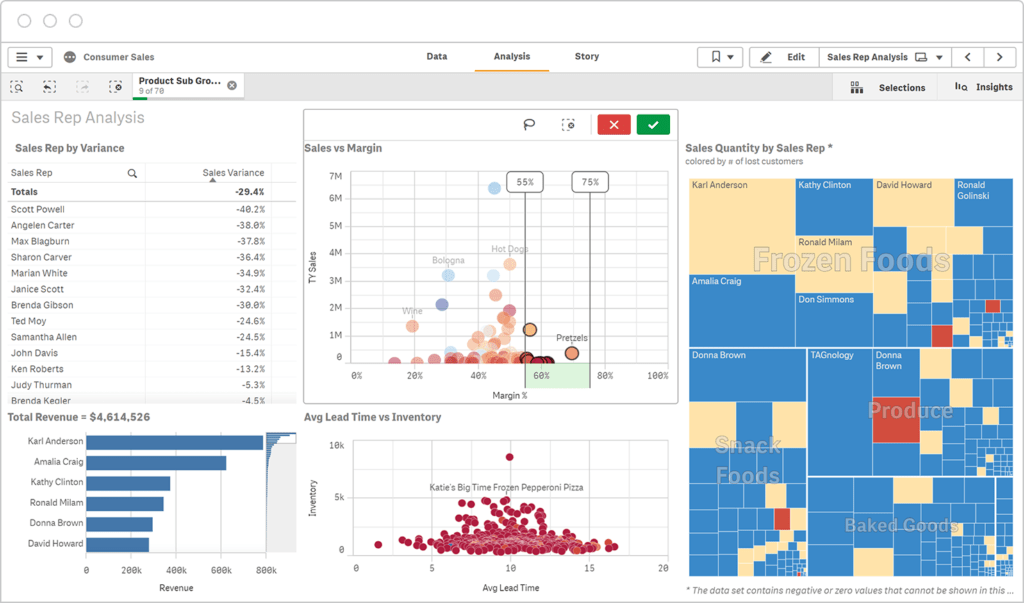 Consumer Sales
Data
Analysis
Story
Edit
Sales Rep Analysis
Product Sub Gro...
9 of 70
Selections
Insights
Sales Rep Analysis
Sales Rep by Variance
Sales Rep Sales Variance
Totals -29.4%
Scott Powell -40.2%
Angelen Carter -38.0%
Max Blagburn -37.8%
Sharon Carver -36.4%
Marian White -34.9%
Janice Scott -32.4%
Brenda Gibson -30.0%
Ted Moy -24.6%
Samantha Allen -24.5%
John Davis -15.4%
Ken Roberts -13.2%
Judy Thurman -5.3%
Brenda Kegler -4.5%
Sales vs Margin
7M
6M
5M
4M
3M
2M
1M
0
TY Sales
55%
75%
Hot Dogs
Bologna
Wine
Pretzels
0% 20% 40% 60% 80% 100%
Margin %
Sales Quantity by Sales Rep *
colored by # of lost customers
Karl Anderson
Kathy Clinton
David Howard
Ronald
Golinski
Ronald Milam
Frozen Foods
Amalia Craig
Don Simmons
Donna Brown
TAGnology
Donna
Brown
Produce
Snack
Foods
Baked Goods
* The data set contains negative or zero values that cannot be shown in this ...
Total Revenue = $4,614,526
Karl Anderson
Amalia Craig
Kathy Clinton
Ronald Milam
Donna Brown
David Howard
0 200k 400k 600k 800k
Revenue
Avg Lead Time vs Inventory
10k
5k
0
Inventory
Katie's Big Time Frozen Pepperoni Pizza
0 5 10 15 20
Avg Lead Time